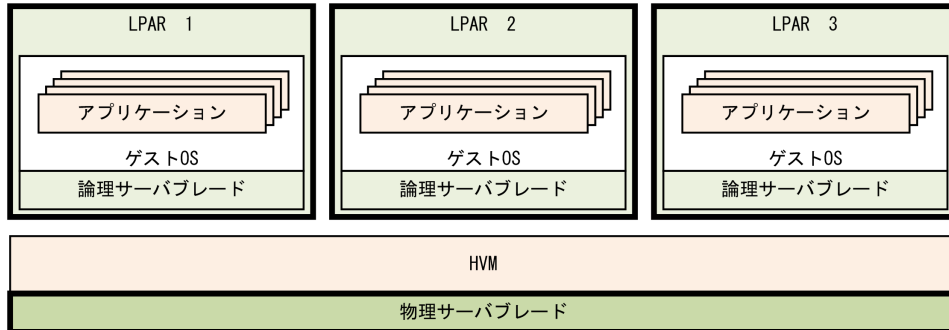 LPAR 1 LPAR 2 LPAR 3
アプリケーション アプリケーション アプリケーション
ゲストOS ゲストOS ゲストOS
論理サーバブレード 論理サーバブレード 論理サーバブレード
HVM
物理サーバブレード